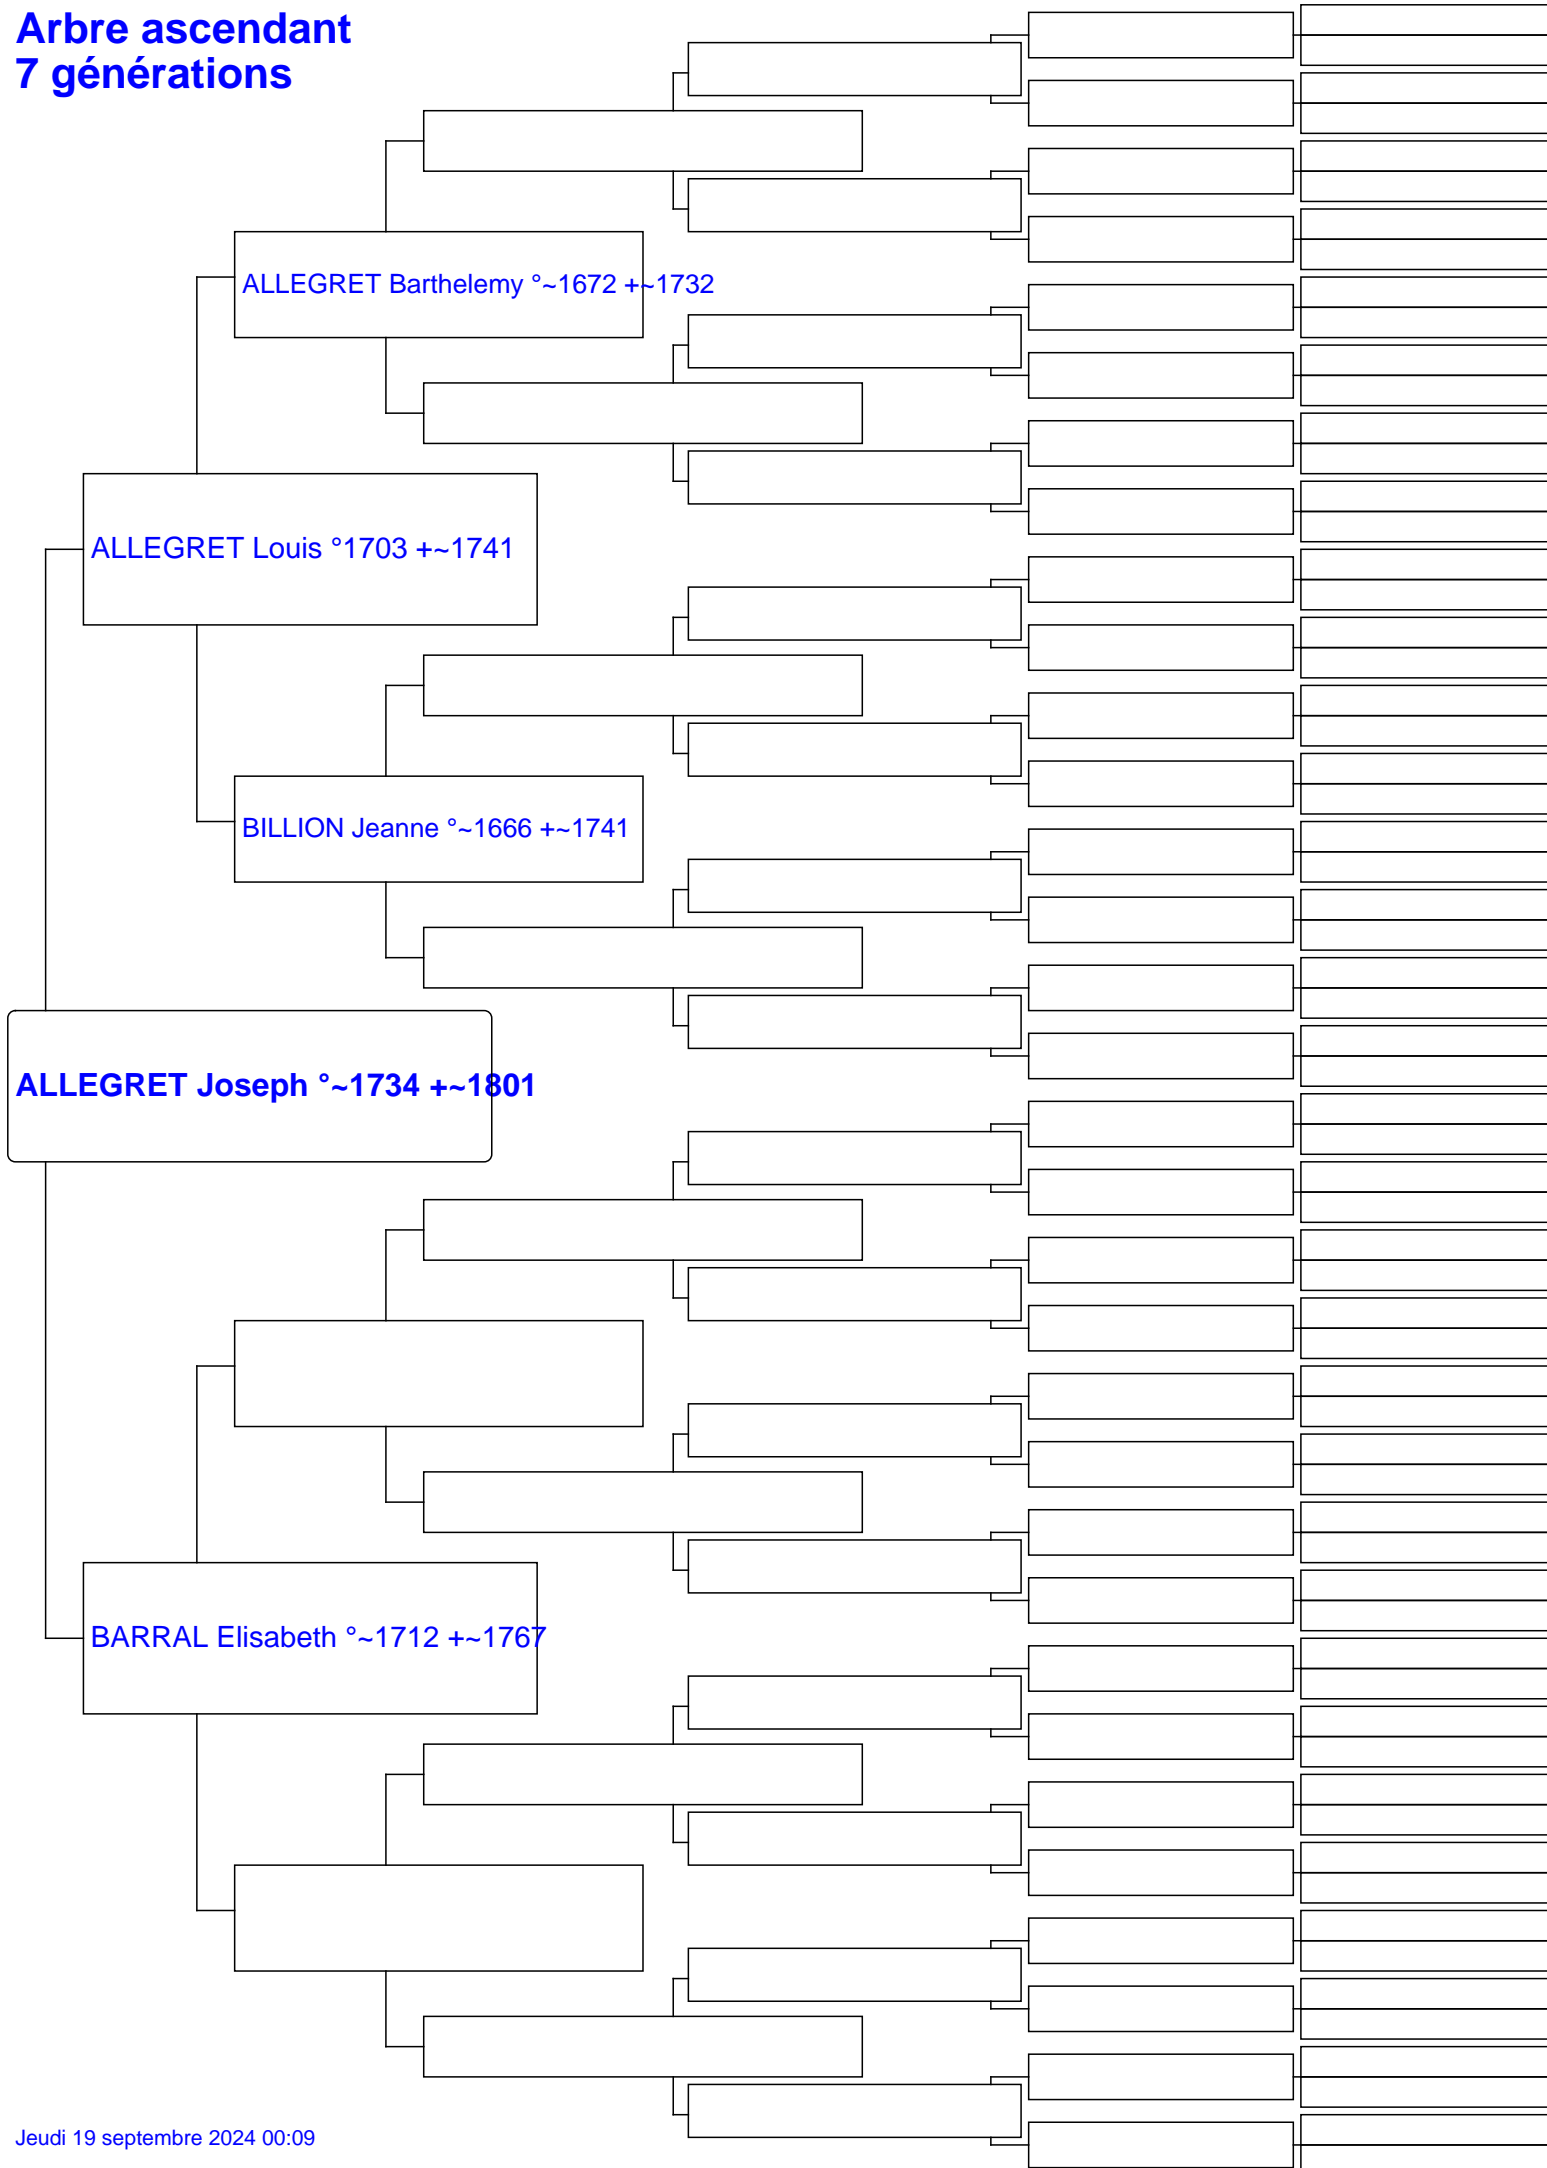 Arbre ascendant
7 générations
ALLEGRET Barthelemy °~1672 +~1732
ALLEGRET Louis °1703 +~1741
BILLION Jeanne °~1666 +~1741
ALLEGRET Joseph °~1734 +~1801
BARRAL Elisabeth °~1712 +~1767
Jeudi 19 septembre 2024 00:09